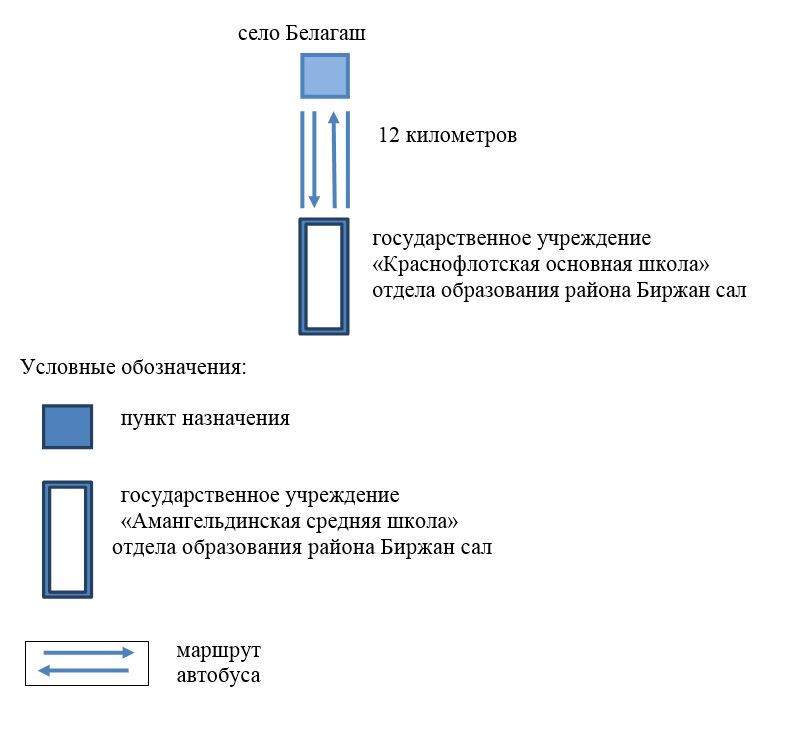 село Белагаш
12 километров
государственное учреждение
«Краснофлотская основная школа»
отдела образования района Биржан сал
Условные обозначения:
пункт назначения
государственное учреждение
«Амангельдинская средняя школа»
отдела образования района Биржан сал
маршрут
автобуса